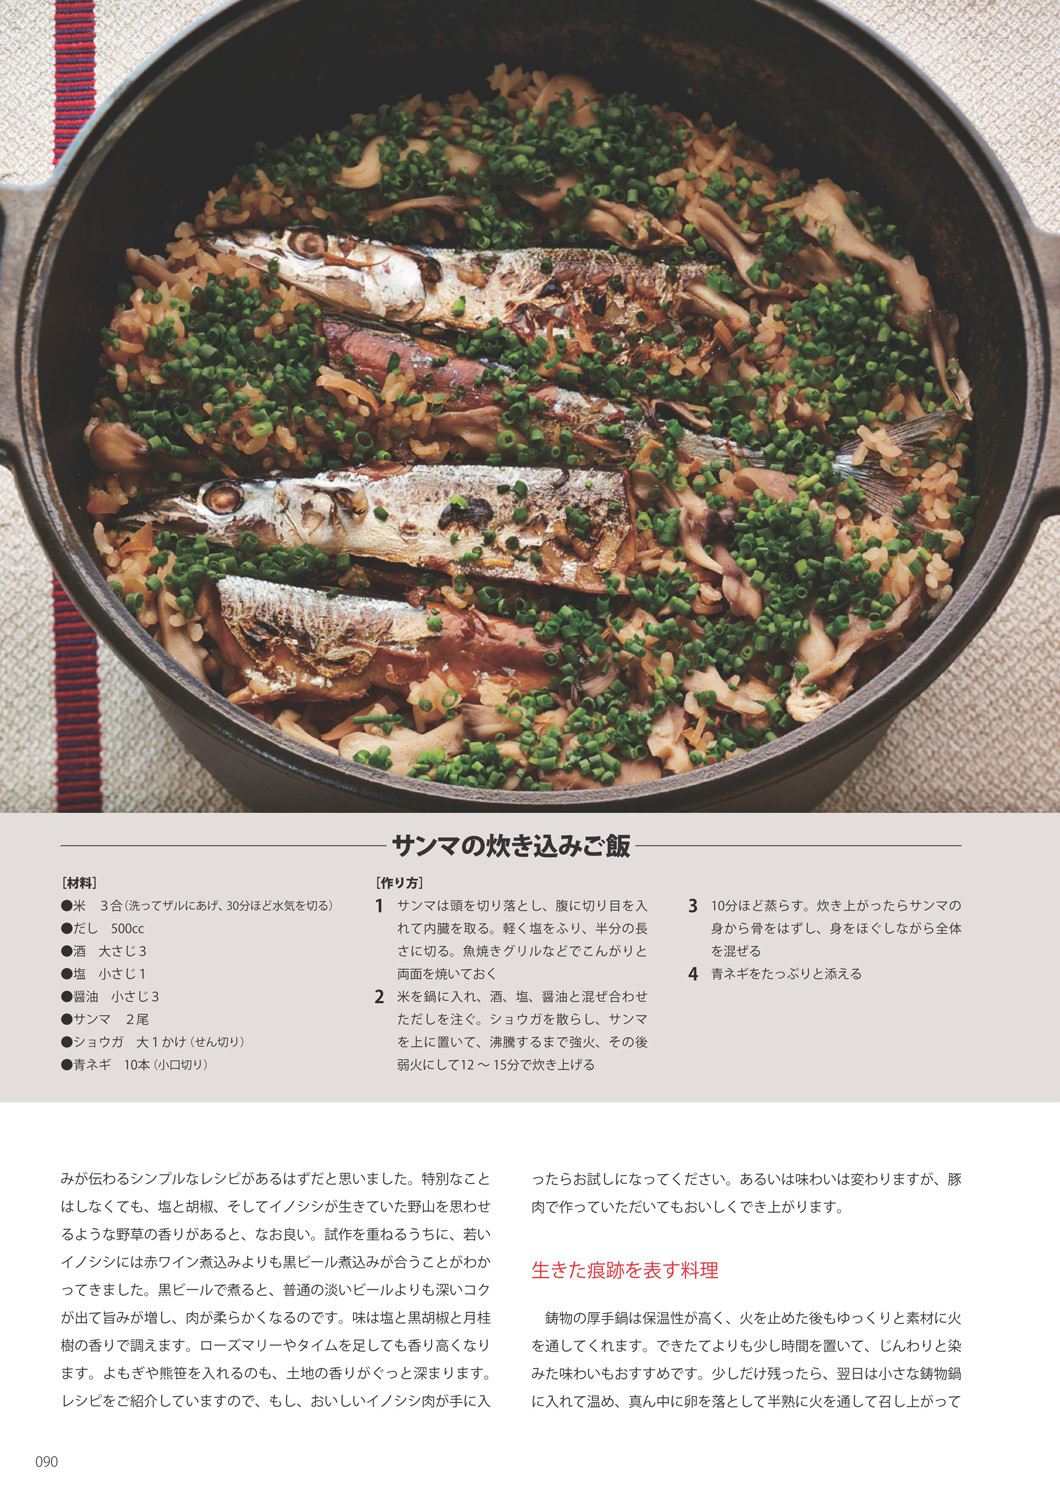 サンマの炊き込みご飯
［材料］
●米　３合（洗ってザルにあげ、30分ほど水気を切る）
●だし　500cc
●酒　大さじ３
●塩　小さじ１
●醤油　小さじ３
●サンマ　２尾
●ショウガ　大１かけ（せん切り）
●青ネギ　10本（小口切り）
［作り方］
1　サンマは頭を切り落とし、腹に切り目を入
れて内臓を取る。軽く塩をふり、半分の長
さに切る。魚焼きグリルなどでこんがりと
両面を焼いておく
2　米を鍋に入れ、酒、塩、醤油と混ぜ合わせ
ただしを注ぐ。ショウガを散らし、サンマ
を上に置いて、沸騰するまで強火、その後
弱火にして12 〜 15分で炊き上げる
3　10分ほど蒸らす。炊き上がったらサンマの
身から骨をはずし、身をほぐしながら全体
を混ぜる
4　青ネギをたっぷりと添える
みが伝わるシンプルなレシピがあるはずだと思いました。特別なこと
はしなくても、塩と胡椒、そしてイノシシが生きていた野山を思わせ
るような野草の香りがあると、なお良い。試作を重ねるうちに、若い
イノシシには赤ワイン煮込みよりも黒ビール煮込みが合うことがわか
ってきました。黒ビールで煮ると、普通の淡いビールよりも深いコク
が出て旨みが増し、肉が柔らかくなるのです。味は塩と黒胡椒と月桂
樹の香りで調えます。ローズマリーやタイムを足しても香り高くなり
ます。よもぎや熊笹を入れるのも、土地の香りがぐっと深まります。
レシピをご紹介していますので、もし、おいしいイノシシ肉が手に入
ったらお試しになってください。あるいは味わいは変わりますが、豚
肉で作っていただいてもおいしくでき上がります。
生きた痕跡を表す料理
　鋳物の厚手鍋は保温性が高く、火を止めた後もゆっくりと素材に火
を通してくれます。できたてよりも少し時間を置いて、じんわりと染
みた味わいもおすすめです。少しだけ残ったら、翌日は小さな鋳物鍋
に入れて温め、真ん中に卵を落として半熟に火を通して召し上がって
090